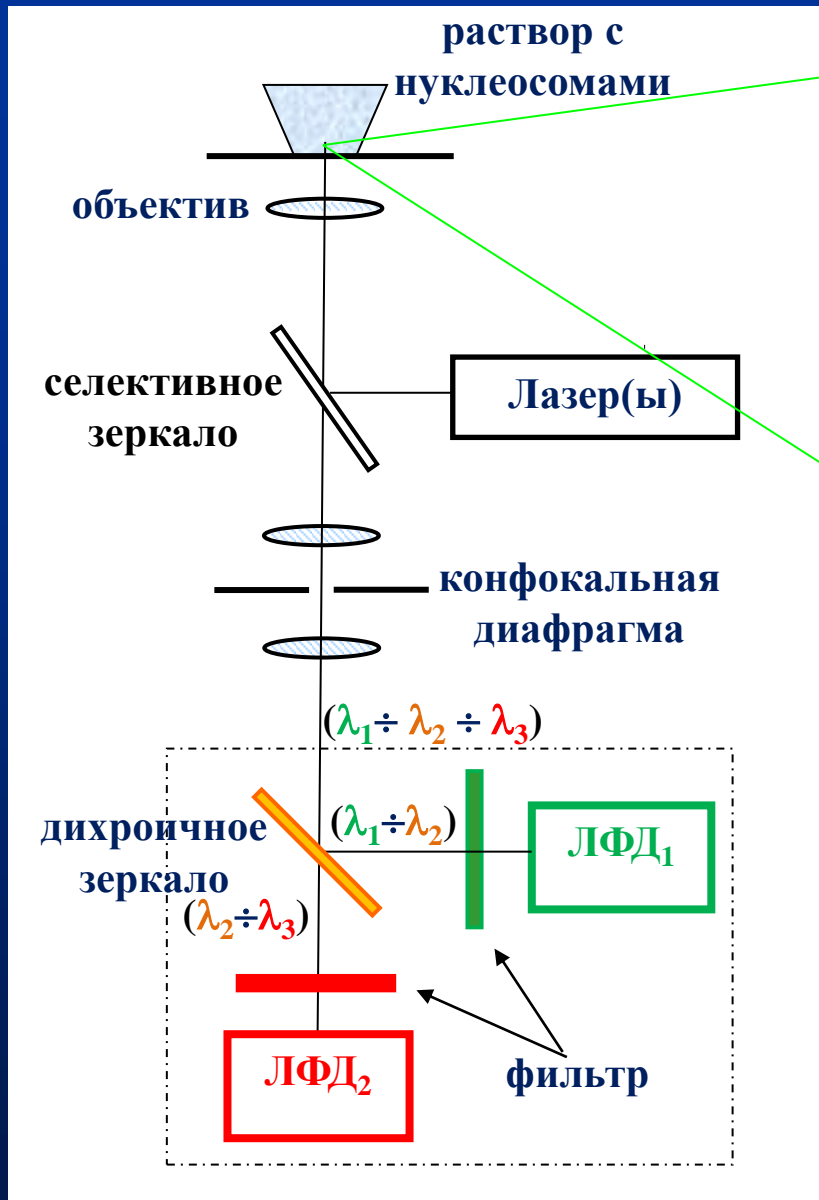 раствор с
нуклеосомами
объектив
селективное
зеркало
Лазер(ы)
конфокальная
диафрагма
(λ₁÷ λ₂ ÷ λ₃)
дихроичное
зеркало
(λ₁÷λ₂)
ЛФД₁
(λ₂÷λ₃)
ЛФД₂
фильтр